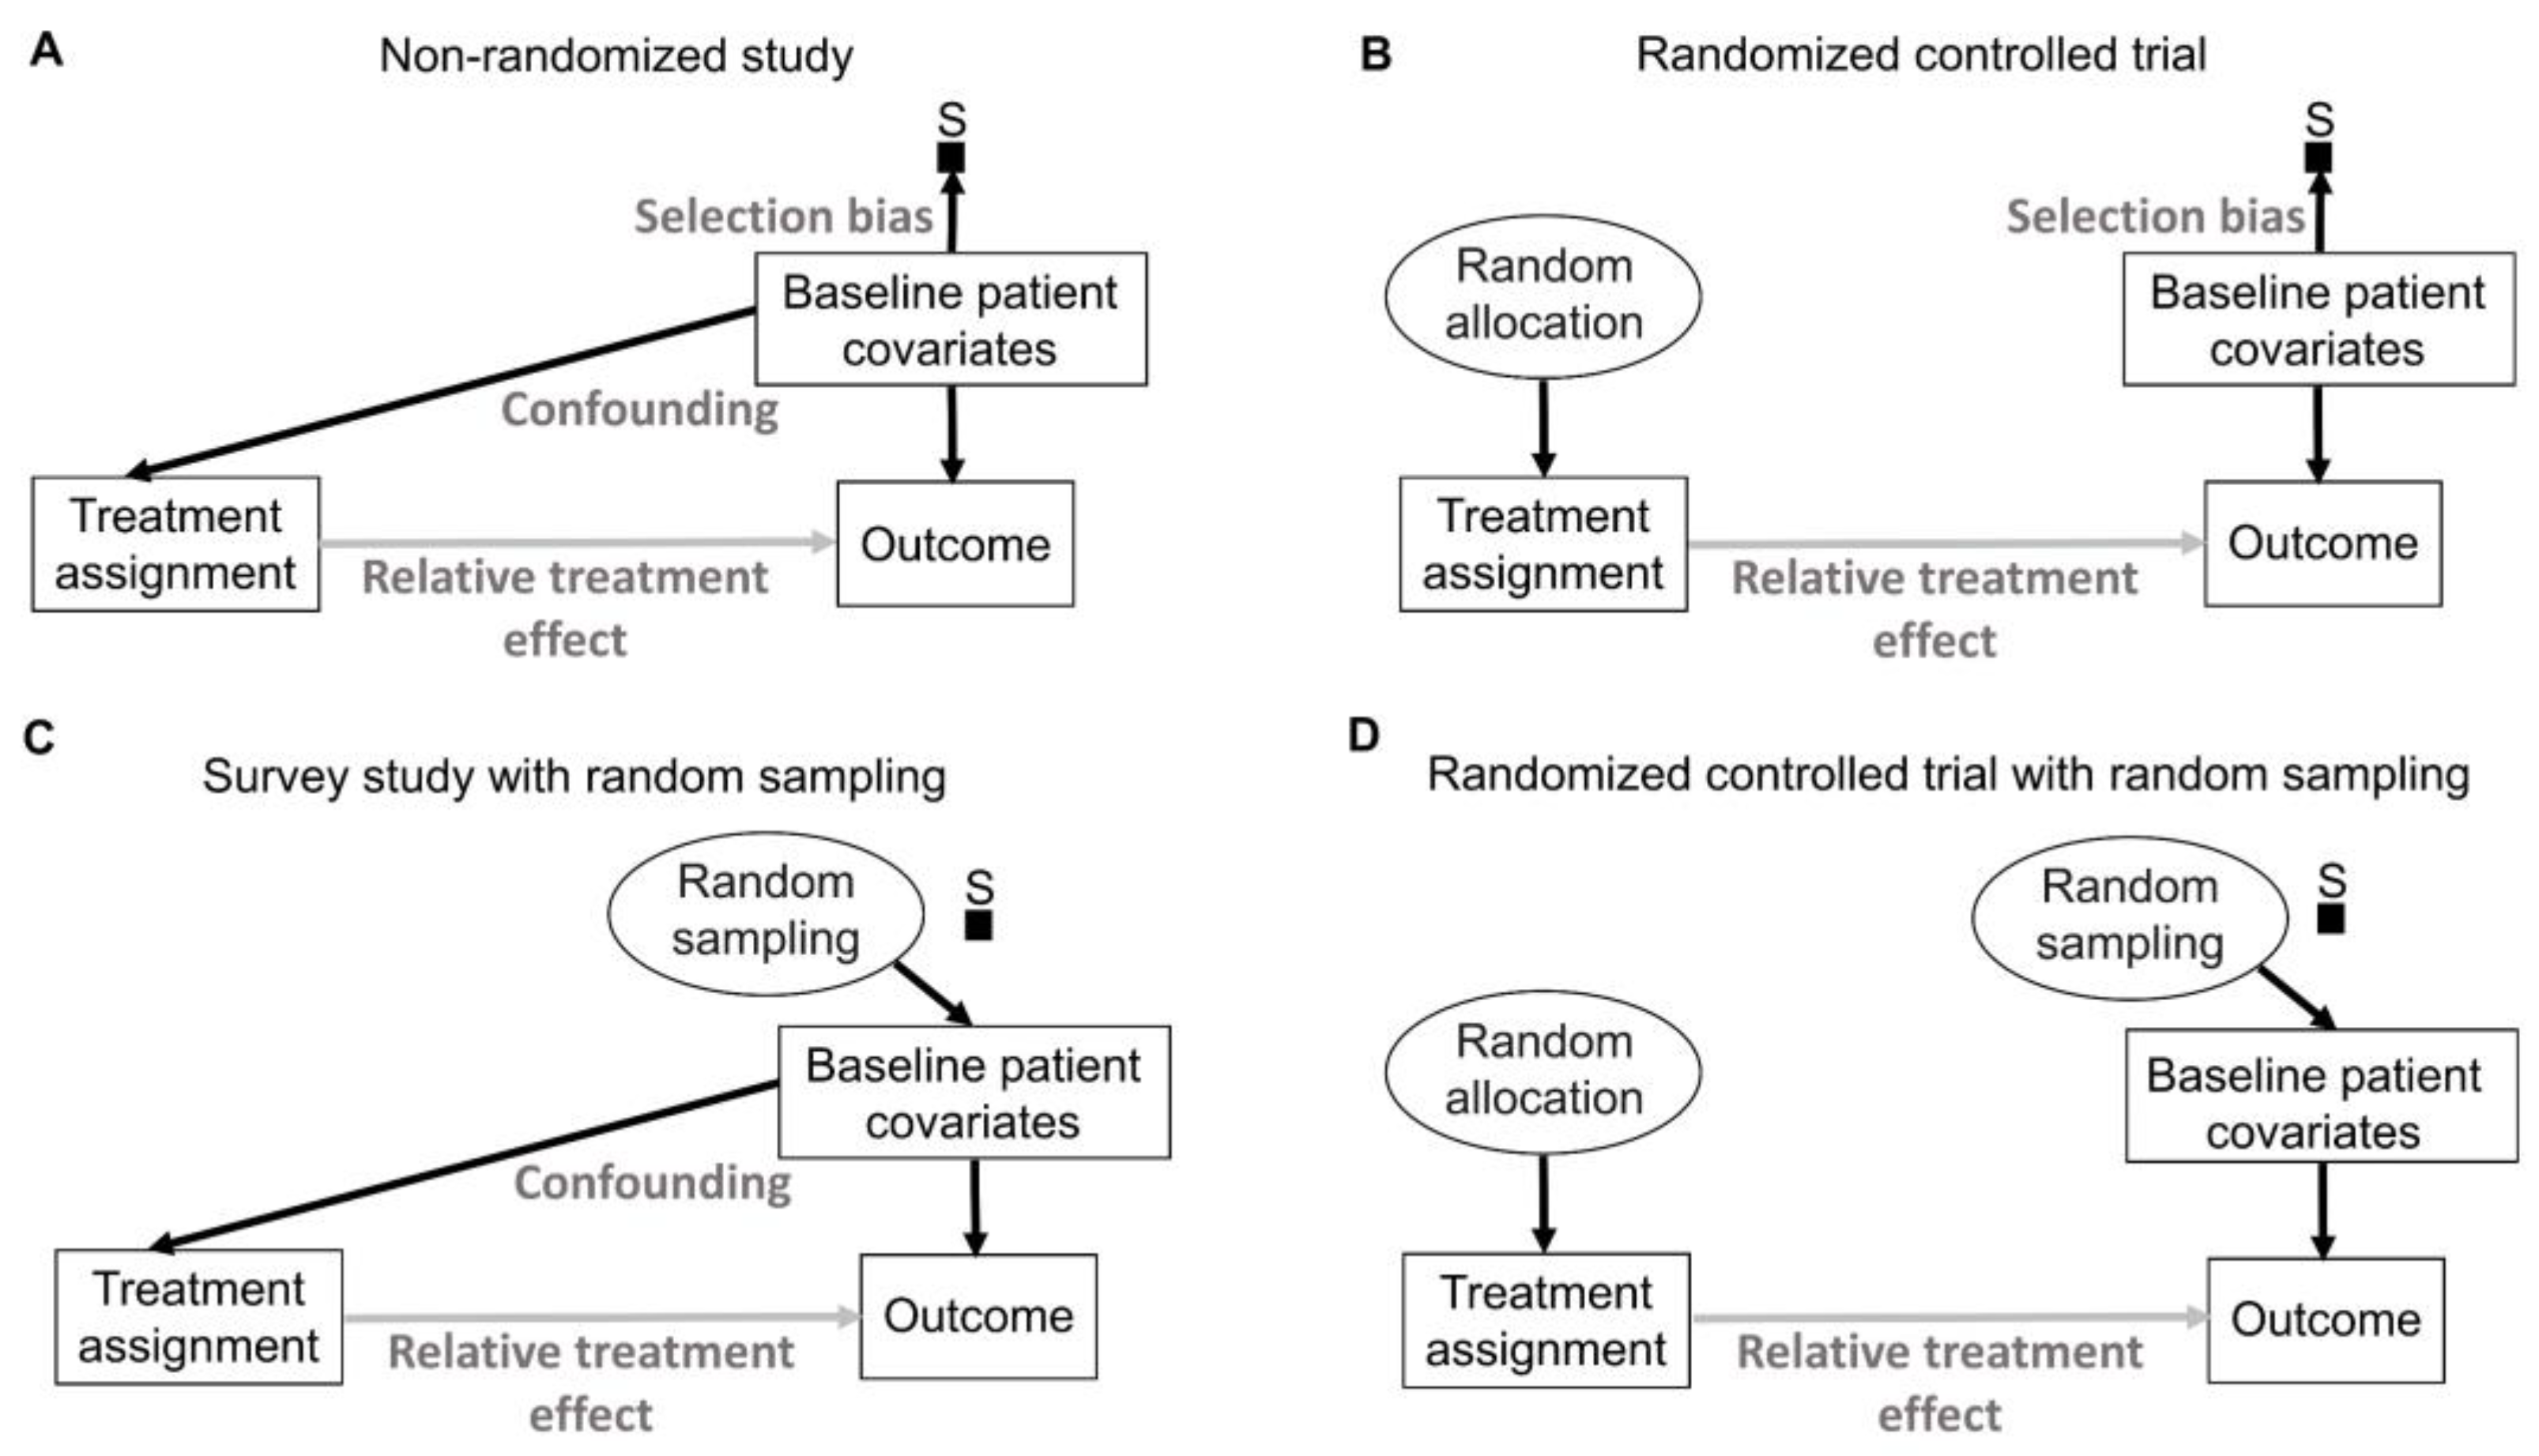 A
Non-randomized study
S
Selection bias
Baseline patient
covariates
Confounding
Treatment
assignment
Relative treatment
effect
Outcome
B
Randomized controlled trial
S
Selection bias
Random
allocation
Baseline patient
covariates
Treatment
assignment
Relative treatment
effect
Outcome
C
Survey study with random sampling
Random
sampling
S
Baseline patient
covariates
Confounding
Treatment
assignment
Relative treatment
effect
Outcome
D
Randomized controlled trial with random sampling
Random
sampling
S
Random
allocation
Baseline patient
covariates
Treatment
assignment
Relative treatment
effect
Outcome